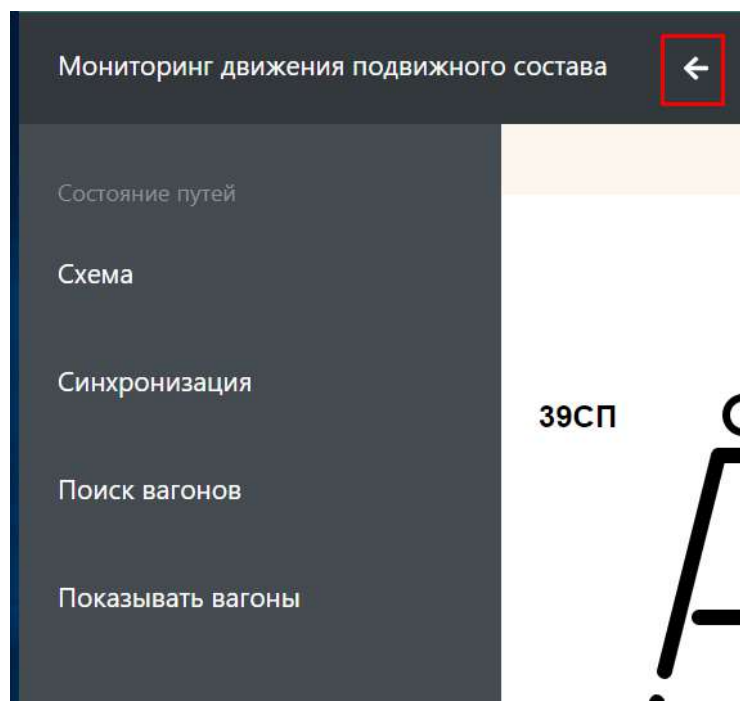 Мониторинг движения подвижного состава
Состояние путей
Схема
Синхронизация
39СП
Поиск вагонов
Показывать вагоны